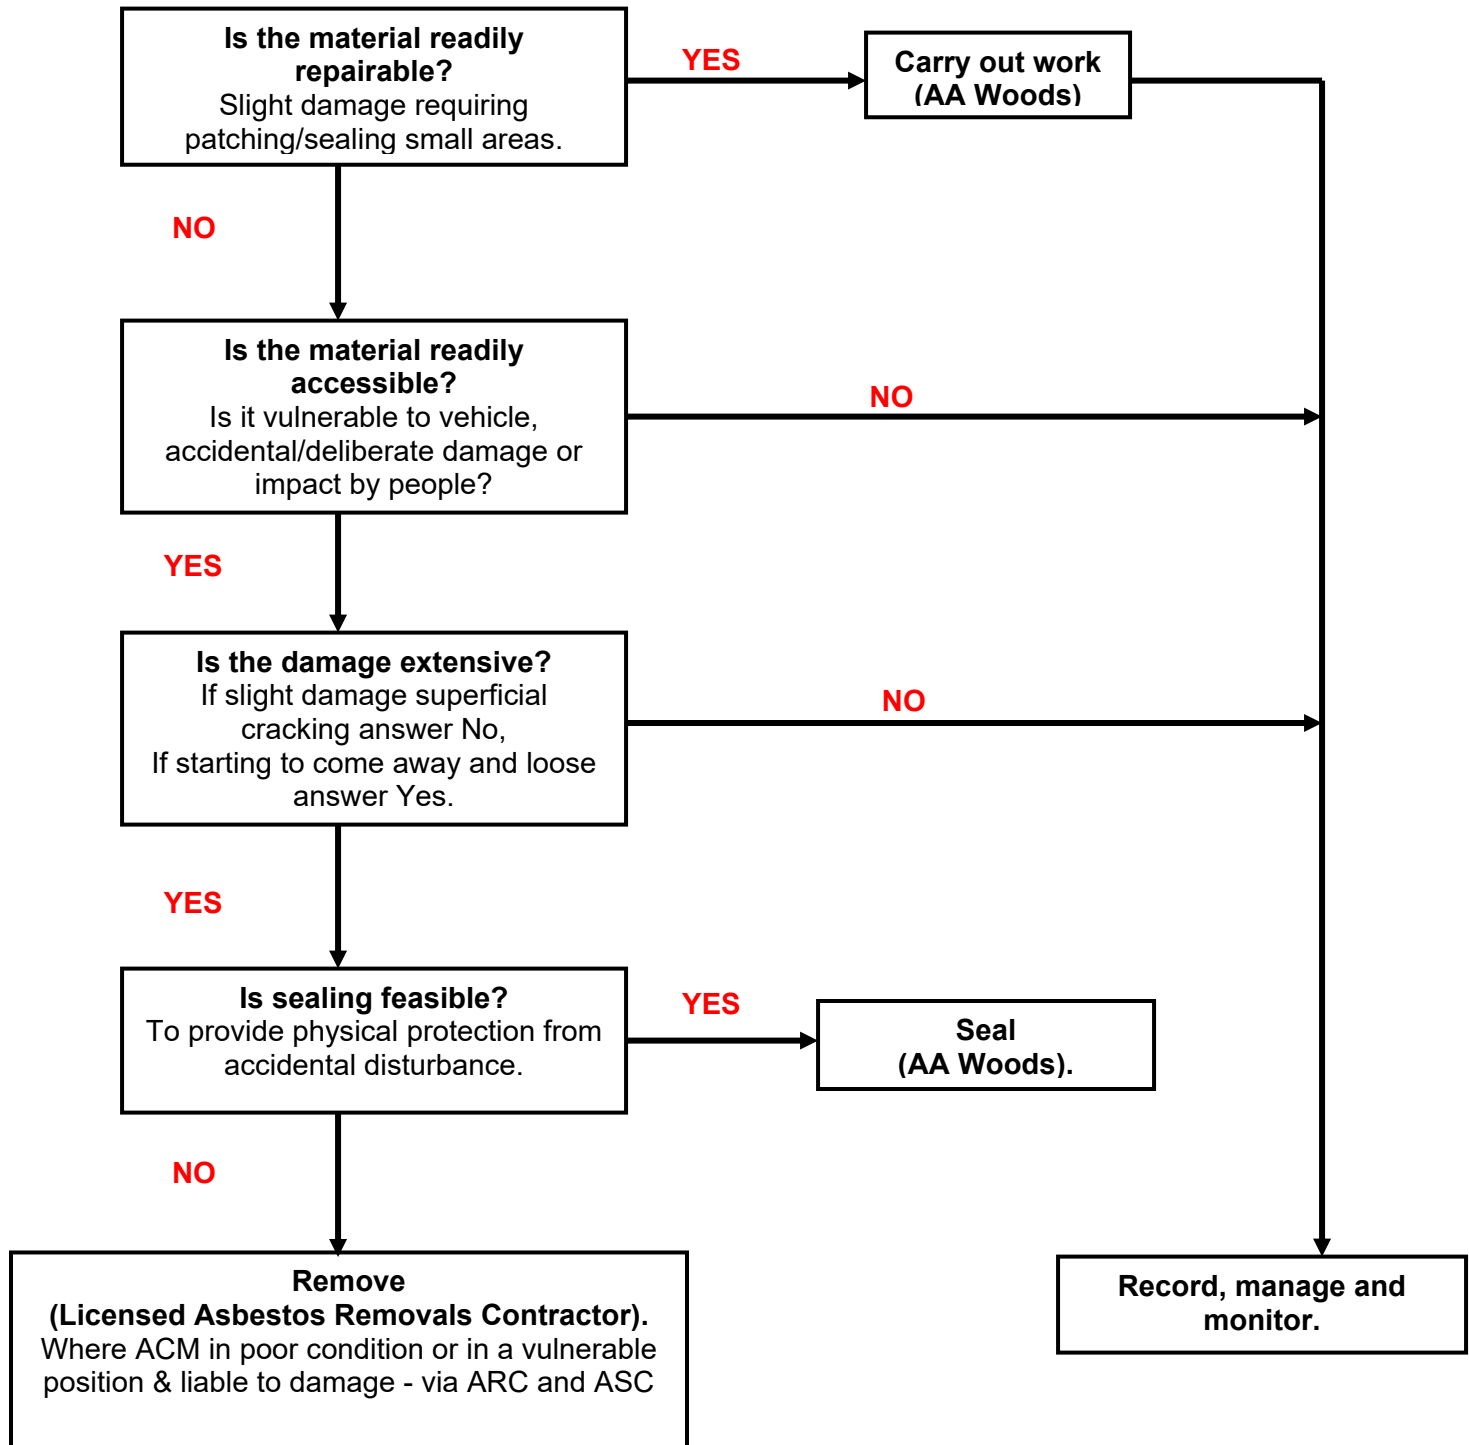 Is the material readily
repairable?
Slight damage requiring
patching/sealing small areas.
YES
Carry out work
(AA Woods)
NO
Is the material readily
accessible?
Is it vulnerable to vehicle,
accidental/deliberate damage or
impact by people?
NO
YES
Is the damage extensive?
If slight damage superficial
cracking answer No,
If starting to come away and loose
answer Yes.
NO
YES
Is sealing feasible?
To provide physical protection from
accidental disturbance.
YES
Seal
(AA Woods).
NO
Remove
(Licensed Asbestos Removals Contractor).
Where ACM in poor condition or in a vulnerable
position & liable to damage - via ARC and ASC
Record, manage and
monitor.